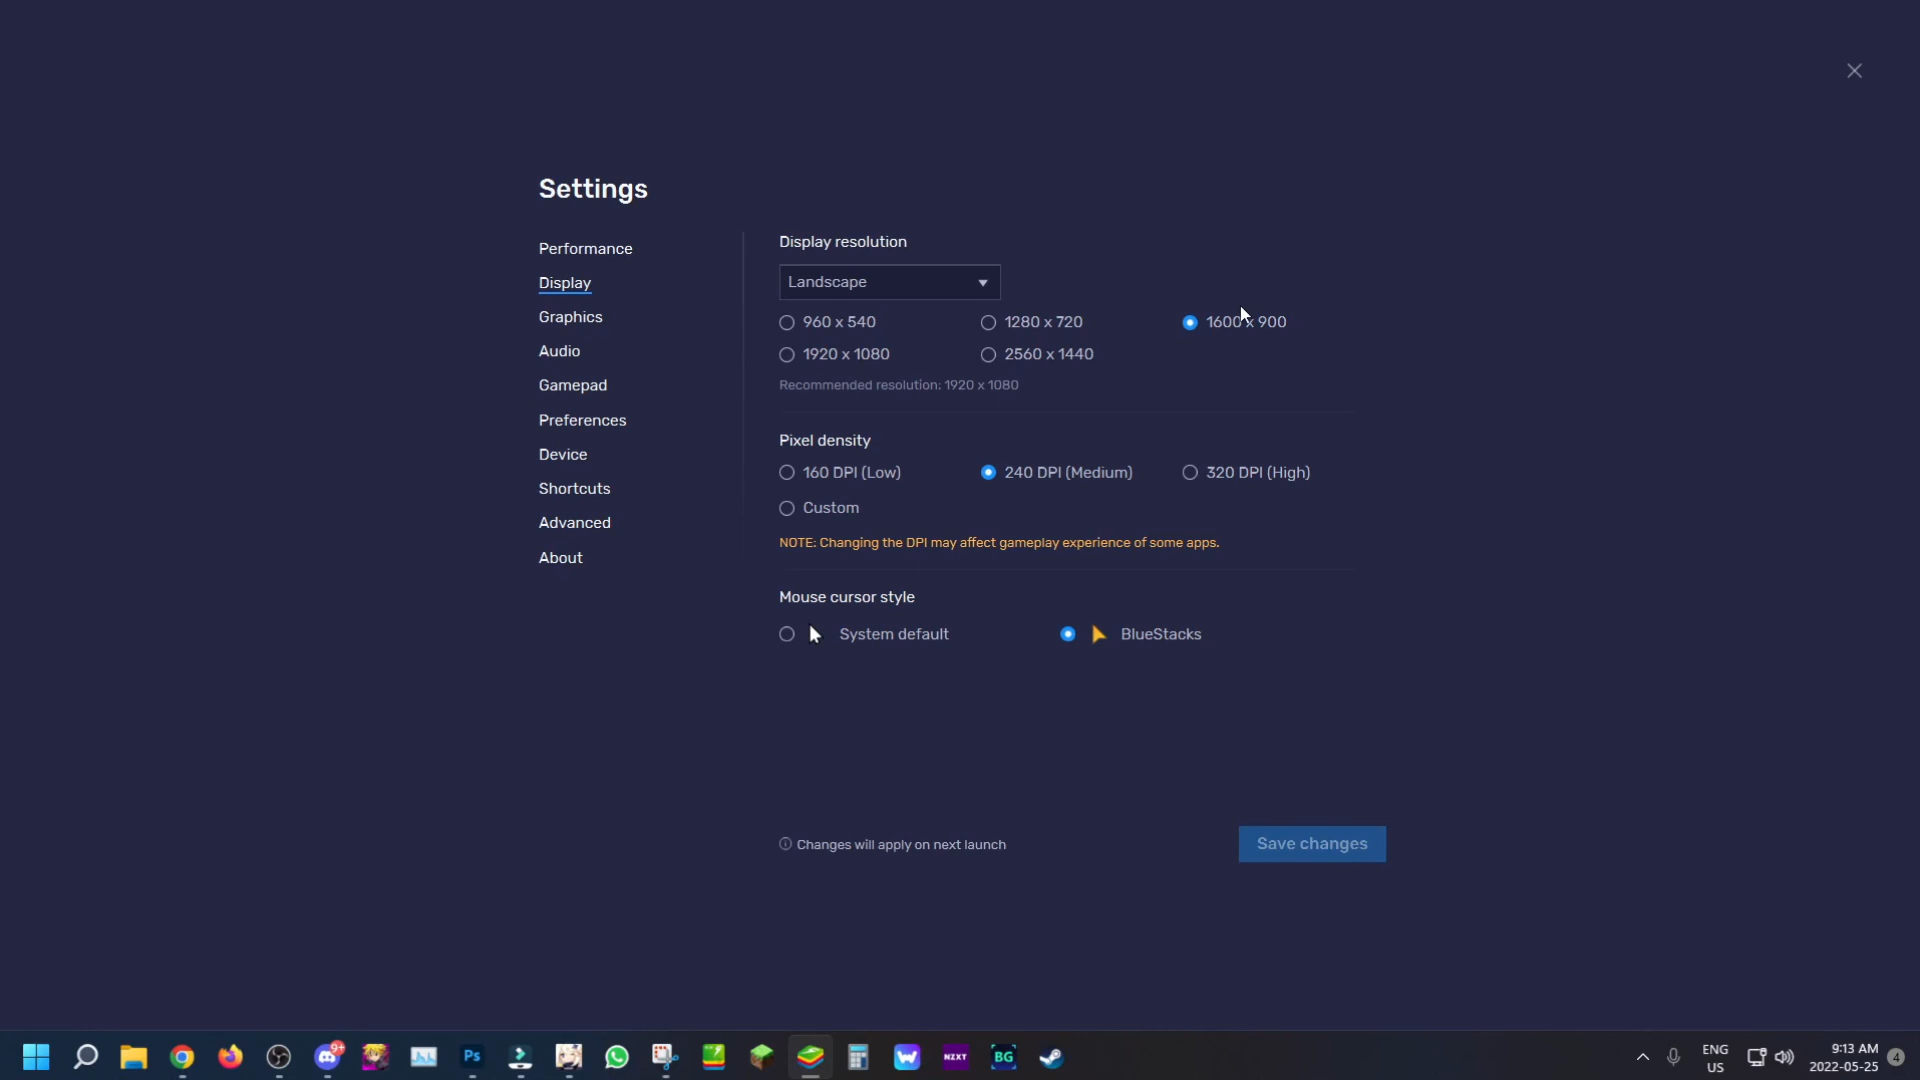 Settings
Performance
Display
Graphics
Audio
Gamepad
Preferences
Device
Shortcuts
Advanced
About
Display resolution
Landscape
960 x 540
1280 x 720
1600 x 900
1920 x 1080
2560 x 1440
Recommended resolution: 1920 x 1080
Pixel density
160 DPI (Low)
240 DPI (Medium)
320 DPI (High)
Custom
NOTE: Changing the DPI may affect gameplay experience of some apps.
Mouse cursor style
System default
BlueStacks
Changes will apply on next launch
Save changes
9+
Ps
NZXT
BG
ENG
US
9:13 AM
2022-05-25
4